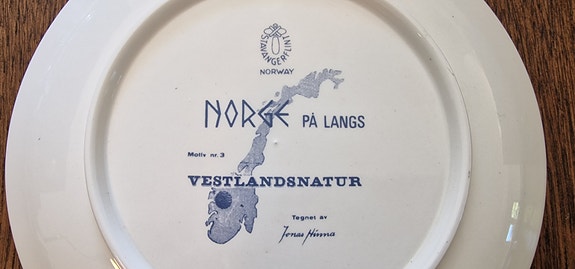 STAVANGERFLINT
NORWAY
NORGE PÅ LANGS
Motiv nr. 3
VESTLANDSNATUR
Tegnet av
Jonas Hinna